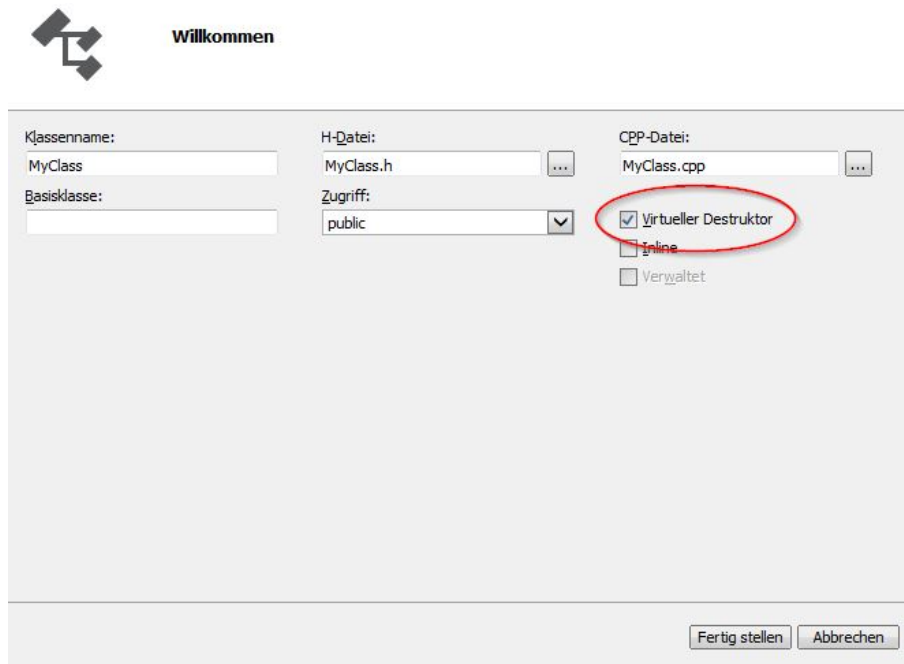 Willkommen
Klassenname:
H-Datei:
CPP-Datei:
MyClass
MyClass.h
...
MyClass.cpp
...
Basisklasse:
Zugriff:
public
Virtueller Destruktor
Inline
Verwaltet
Fertig stellen
Abbrechen